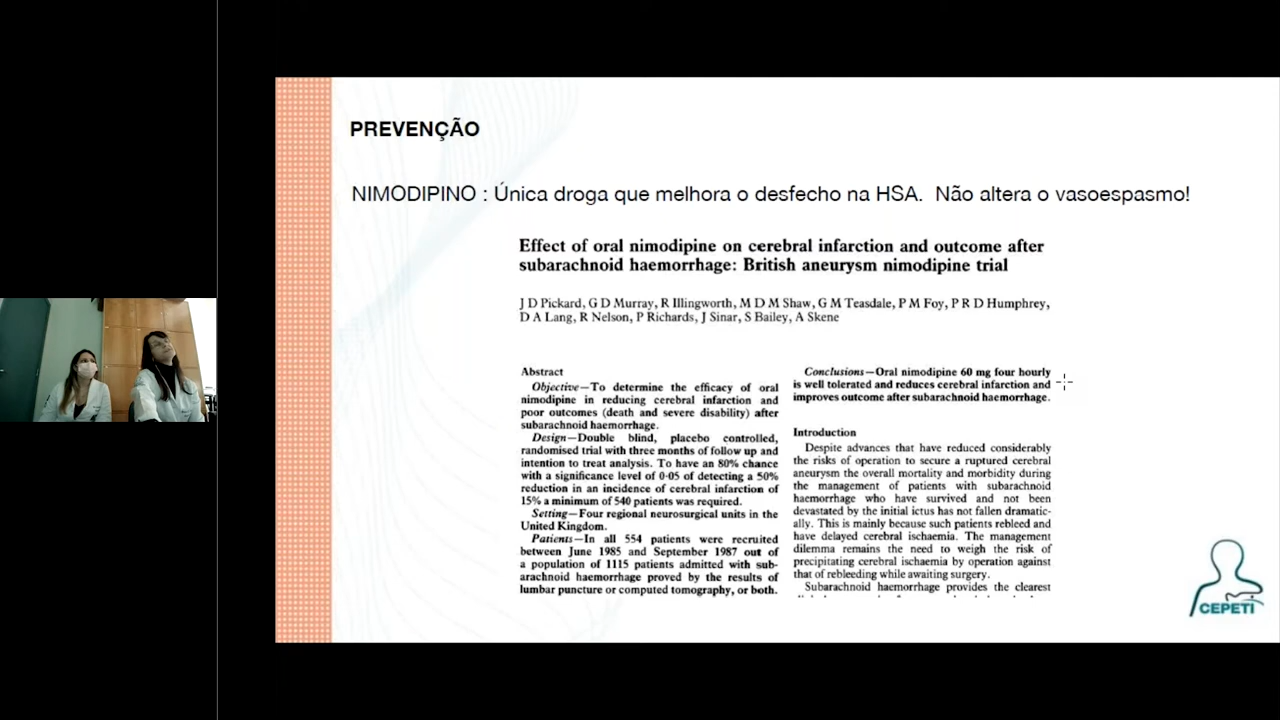 PREVENÇÃO
NIMODIPINO : Única droga que melhora o desfecho na HSA.  Não altera o vasoespasmo!
Effect of oral nimodipine on cerebral infarction and outcome after
subarachnoid haemorrhage: British aneurysm nimodipine trial
J D Pickard, G D Murray, R Illingworth, M D M Shaw, G M Teasdale, P M Foy, P R D Humphrey,
D A Lang, R Nelson, P Richards, J Sinar, S Bailey, A Skene
Abstract
Objective—To determine the efficacy of oral
nimodipine in reducing cerebral infarction and
poor outcomes (death and severe disability) after
subarachnoid haemorrhage.
Design—Double blind, placebo controlled,
randomised trial with three months of follow up and
intention to treat analysis. To have an 80% chance
with a significance level of 0·05 of detecting a 50%
reduction in an incidence of cerebral infarction of
15% a minimum of 540 patients was required.
Setting—Four regional neurosurgical units in the
United Kingdom.
Patients—In all 554 patients were recruited
between June 1985 and September 1987 out of
a population of 1115 patients admitted with sub-
arachnoid haemorrhage proved by the results of
lumbar puncture or computed tomography, or both.
Conclusions—Oral nimodipine 60 mg four hourly
is well tolerated and reduces cerebral infarction and
improves outcome after subarachnoid haemorrhage.
Introduction
Despite advances that have reduced considerably
the risks of operation to secure a ruptured cerebral
aneurysm the overall mortality and morbidity during
the management of patients with subarachnoid
haemorrhage who have survived and not been
devastated by the initial ictus has not fallen dramatic-
ally. This is mainly because such patients rebleed and
have delayed cerebral ischaemia. The management
dilemma remains the need to weigh the risk of
precipitating cerebral ischaemia by operation against
that of rebleeding while awaiting surgery.
Subarachnoid haemorrhage provides the clearest
CEPETI